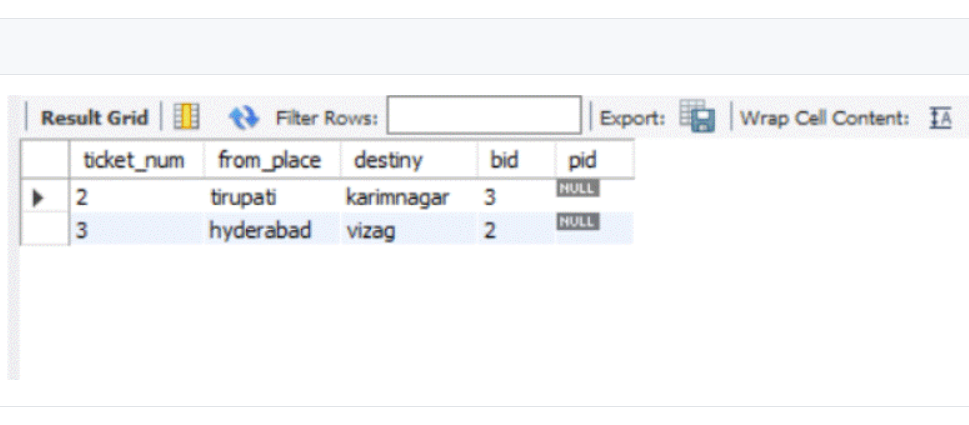 Result Grid Filter Rows: Export: Wrap Cell Content: IA
ticket_num from_place destiny bid pid
2 tirupati karimnagar 3 NULL
3 hyderabad vizag 2 NULL